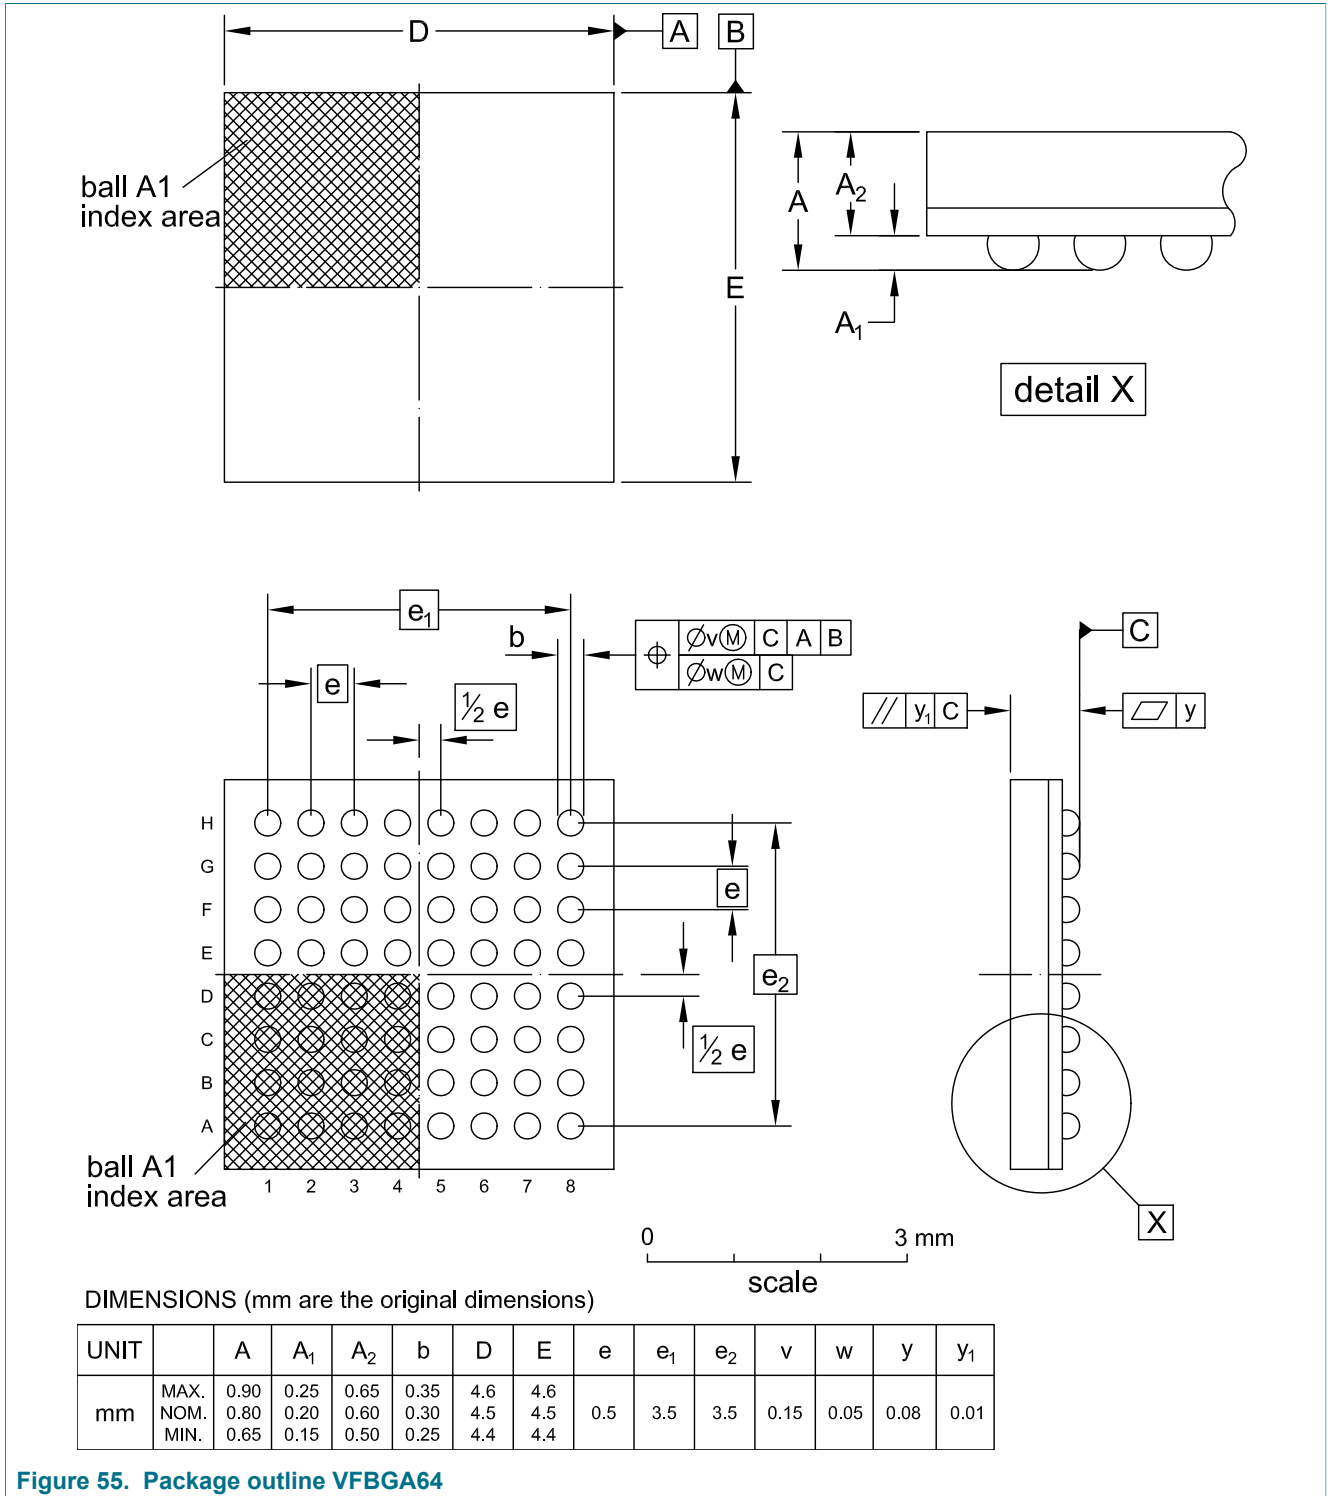 D
A
B
ball A1
index area
E
A
A₂
A₁
detail X
e₁
e
½ e
b
⌖ ⌀vⓂ C A B
⌀wⓂ C
C
// y₁ C
▱ y
H
G
F
E
D
C
B
A
e
e₂
½ e
ball A1
index area
1 2 3 4 5 6 7 8
X
0 3 mm
scale
DIMENSIONS (mm are the original dimensions)
UNIT A A₁ A₂ b D E e e₁ e₂ v w y y₁
mm
MAX. 0.90 0.25 0.65 0.35 4.6 4.6
NOM. 0.80 0.20 0.60 0.30 4.5 4.5 0.5 3.5 3.5 0.15 0.05 0.08 0.01
MIN. 0.65 0.15 0.50 0.25 4.4 4.4
Figure 55. Package outline VFBGA64